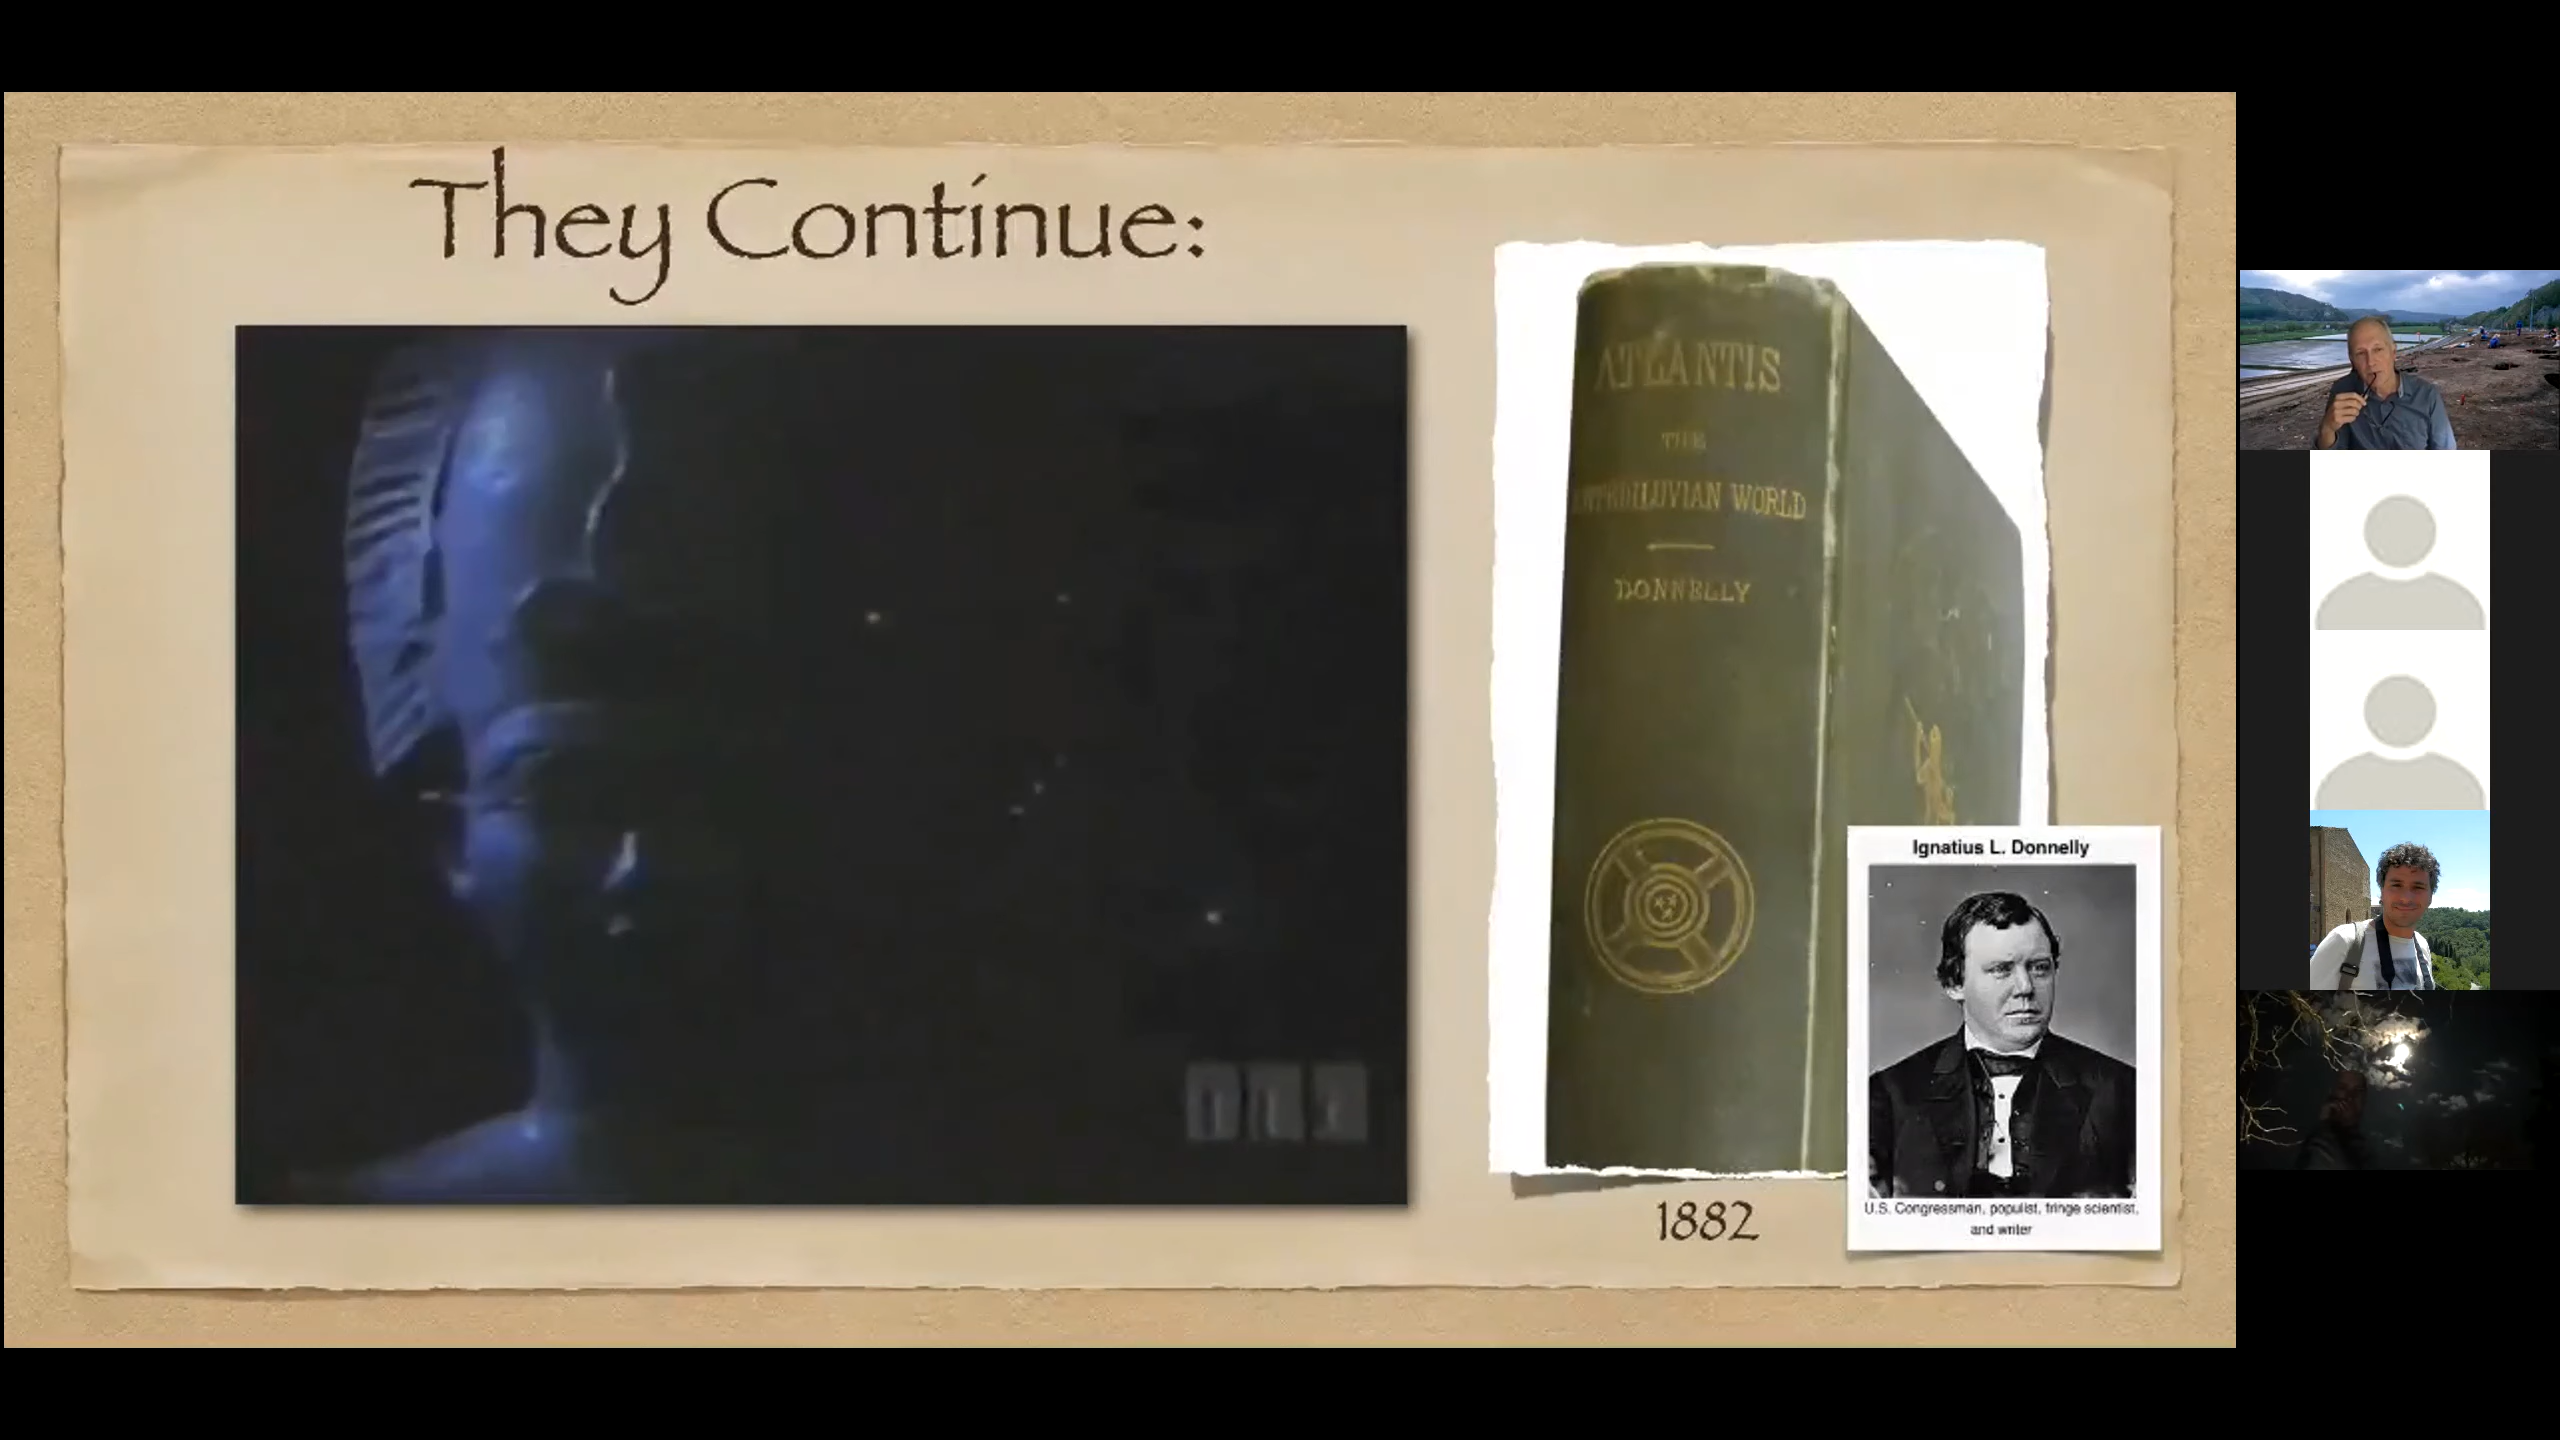 They Continue:
ATLANTIS
THE
ANTEDILUVIAN WORLD
DONNELLY
1882
Ignatius L. Donnelly
U.S. Congressman, populist, fringe scientist,
and writer